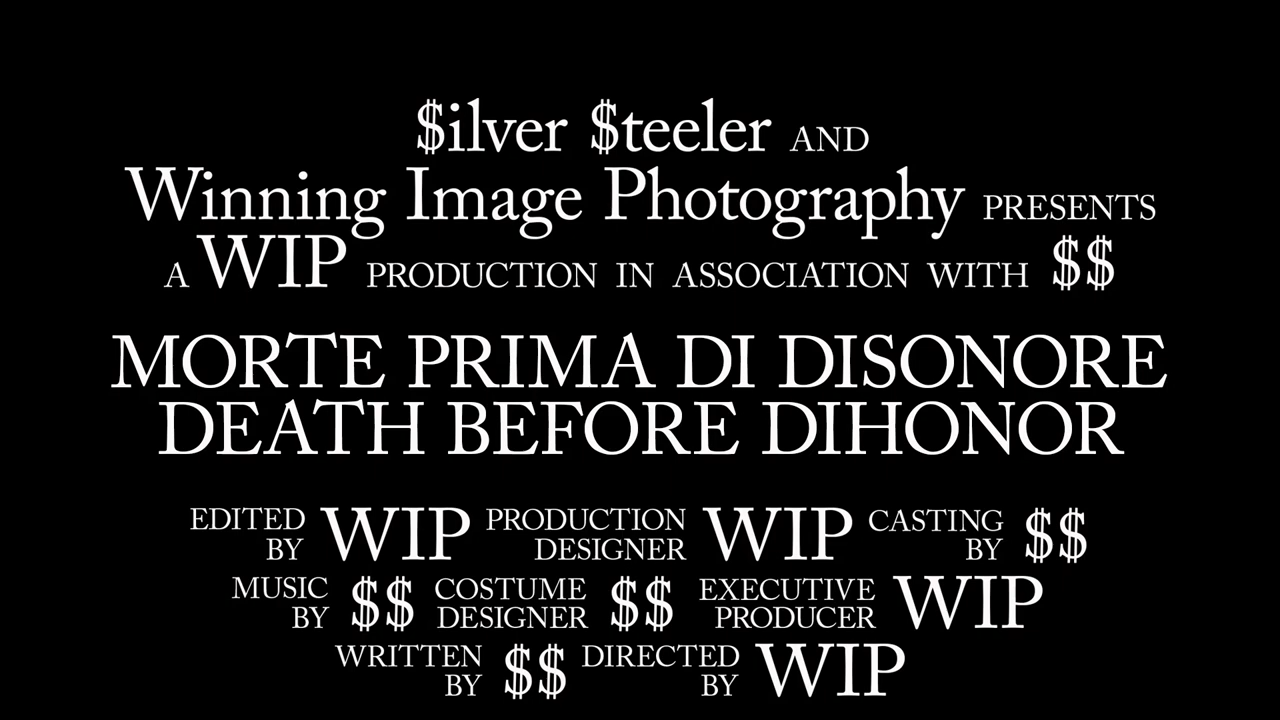 $ilver $teeler AND
Winning Image Photography PRESENTS
A WIP PRODUCTION IN ASSOCIATION WITH $$
MORTE PRIMA DI DISONORE
DEATH BEFORE DIHONOR
EDITED BY WIP PRODUCTION DESIGNER WIP CASTING BY $$
MUSIC BY $$ COSTUME DESIGNER $$ EXECUTIVE PRODUCER WIP
WRITTEN BY $$ DIRECTED BY WIP